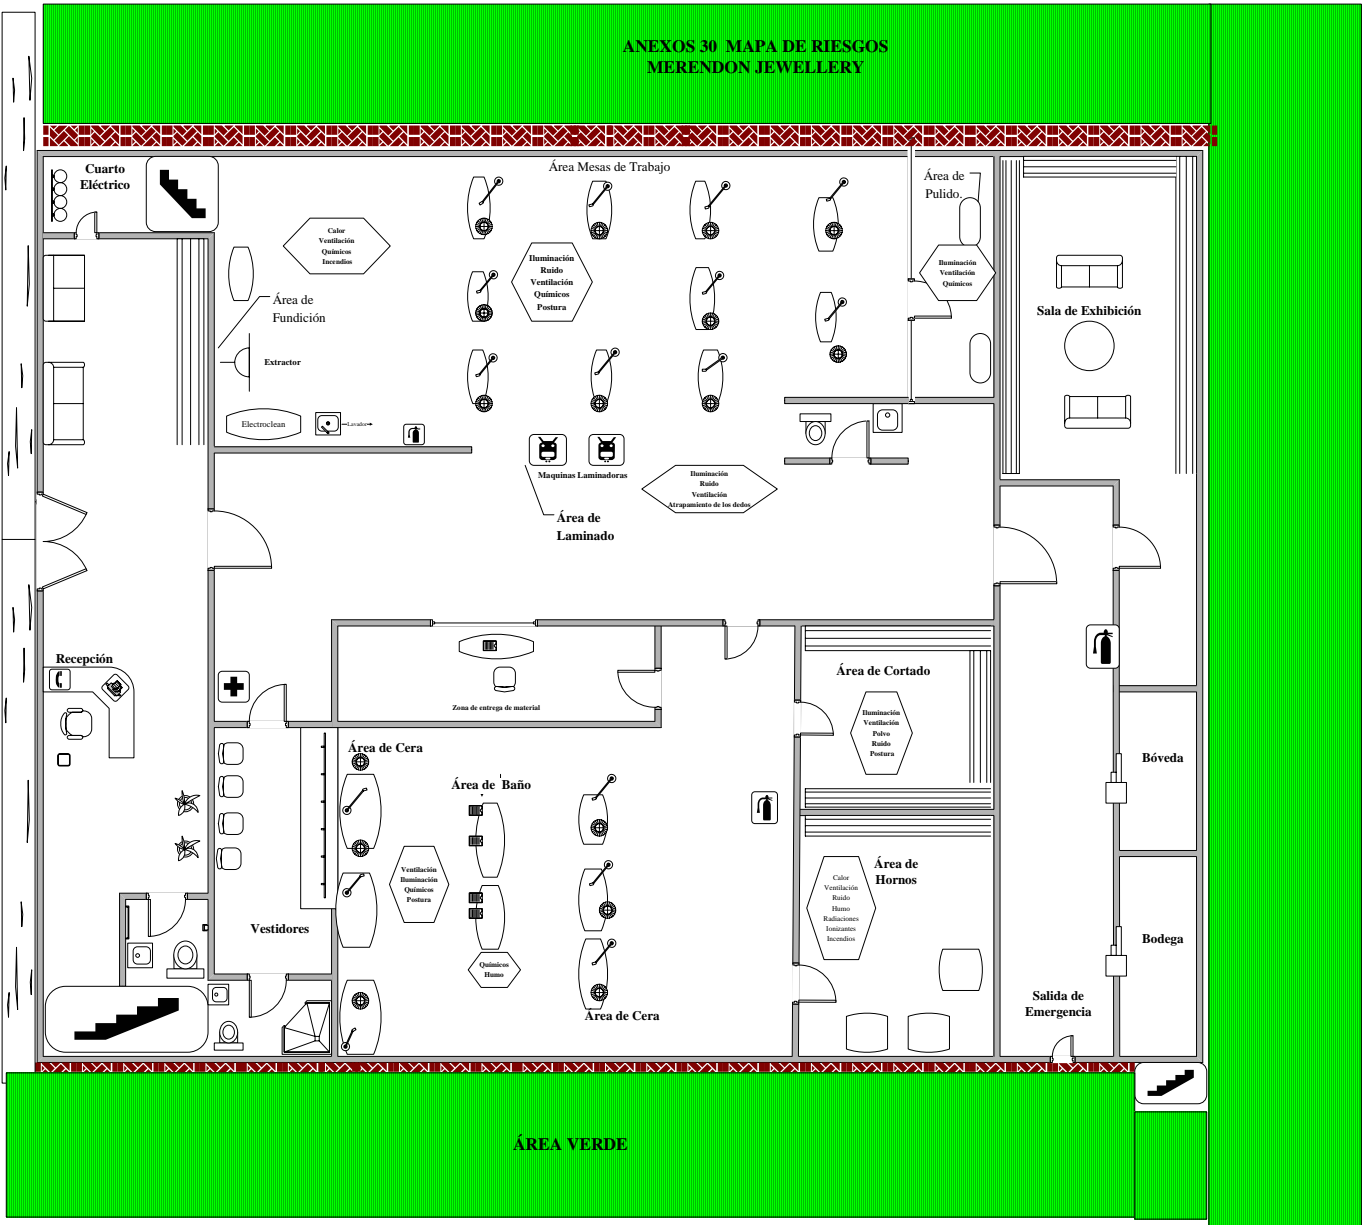 ANEXOS 30 MAPA DE RIESGOS
MERENDON JEWELLERY
Cuarto
Eléctrico
Área Mesas de Trabajo
Área de
Pulido.
Calor
Ventilación
Químicos
Incendios
Iluminación
Ruido
Ventilación
Químicos
Postura
Iluminación
Ventilación
Químicos
Área de
Fundición
Sala de Exhibición
Extractor
Electroclean
Lavador
Maquinas Laminadoras
Iluminación
Ruido
Ventilación
Atrapamiento de los dedos
Área de
Laminado
Recepción
Zona de entrega de material
Área de Cortado
Iluminación
Ventilación
Polvo
Ruido
Postura
Área de Cera
Área de Baño
Bóveda
Ventilación
Iluminación
Químicos
Postura
Área de
Hornos
Calor
Ventilación
Ruido
Humo
Radiaciones
Ionizantes
Incendios
Vestidores
Bodega
Químicos
Humo
Salida de
Emergencia
Área de Cera
ÁREA VERDE